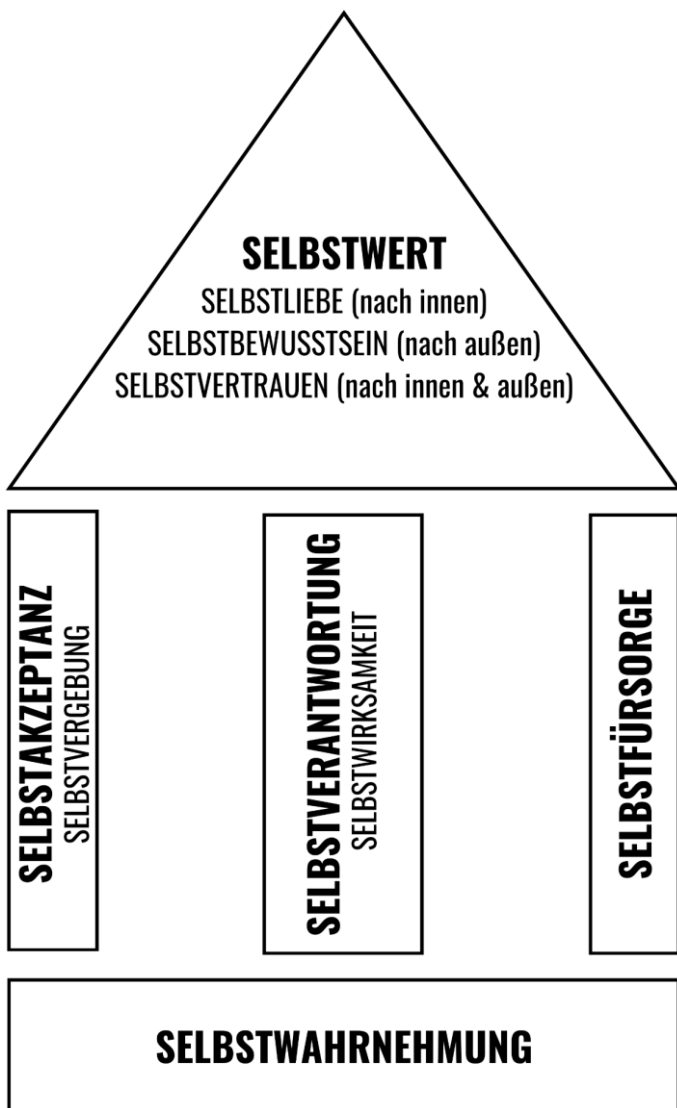 SELBSTWERT
SELBSTLIEBE (nach innen)
SELBSTBEWUSSTSEIN (nach außen)
SELBSTVERTRAUEN (nach innen & außen)
SELBSTAKZEPTANZ
SELBSTVERGEBUNG
SELBSTVERANTWORTUNG
SELBSTWIRKSAMKEIT
SELBSTFÜRSORGE
SELBSTWAHRNEHMUNG